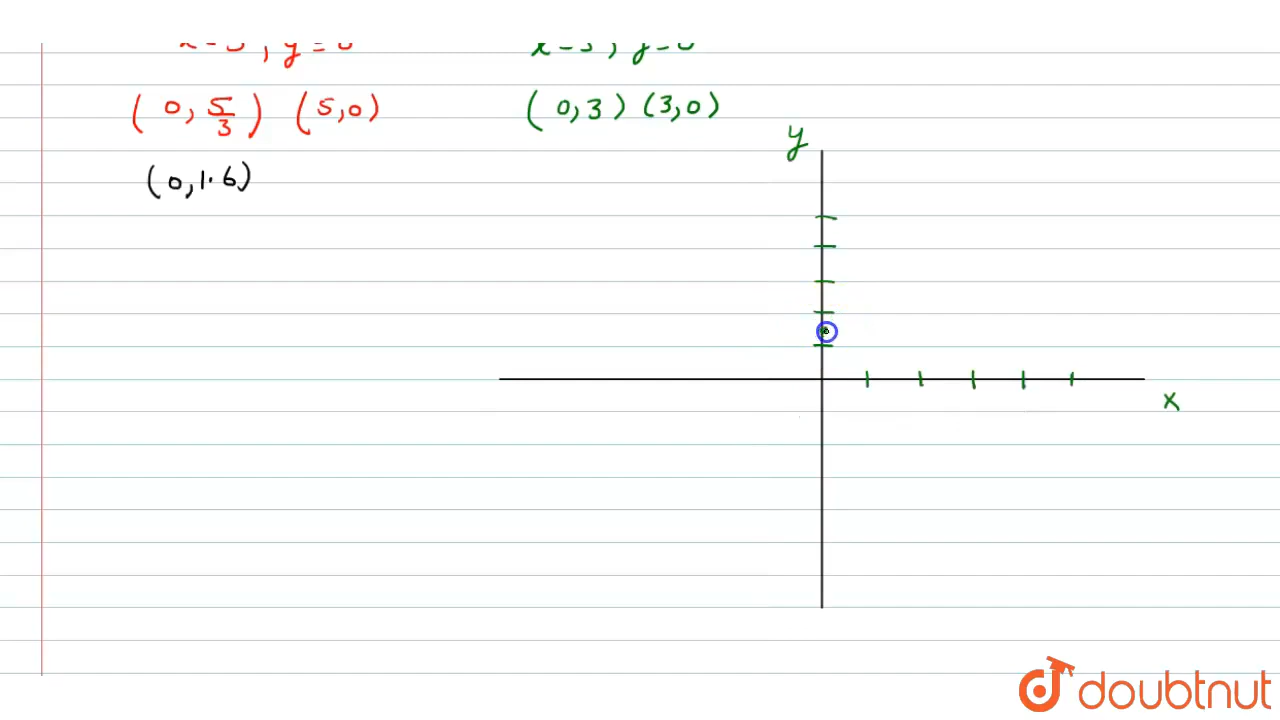 (0, 5/3) (5,0)
(0,3) (3,0)
(0,1.6)
y
x
doubtnut